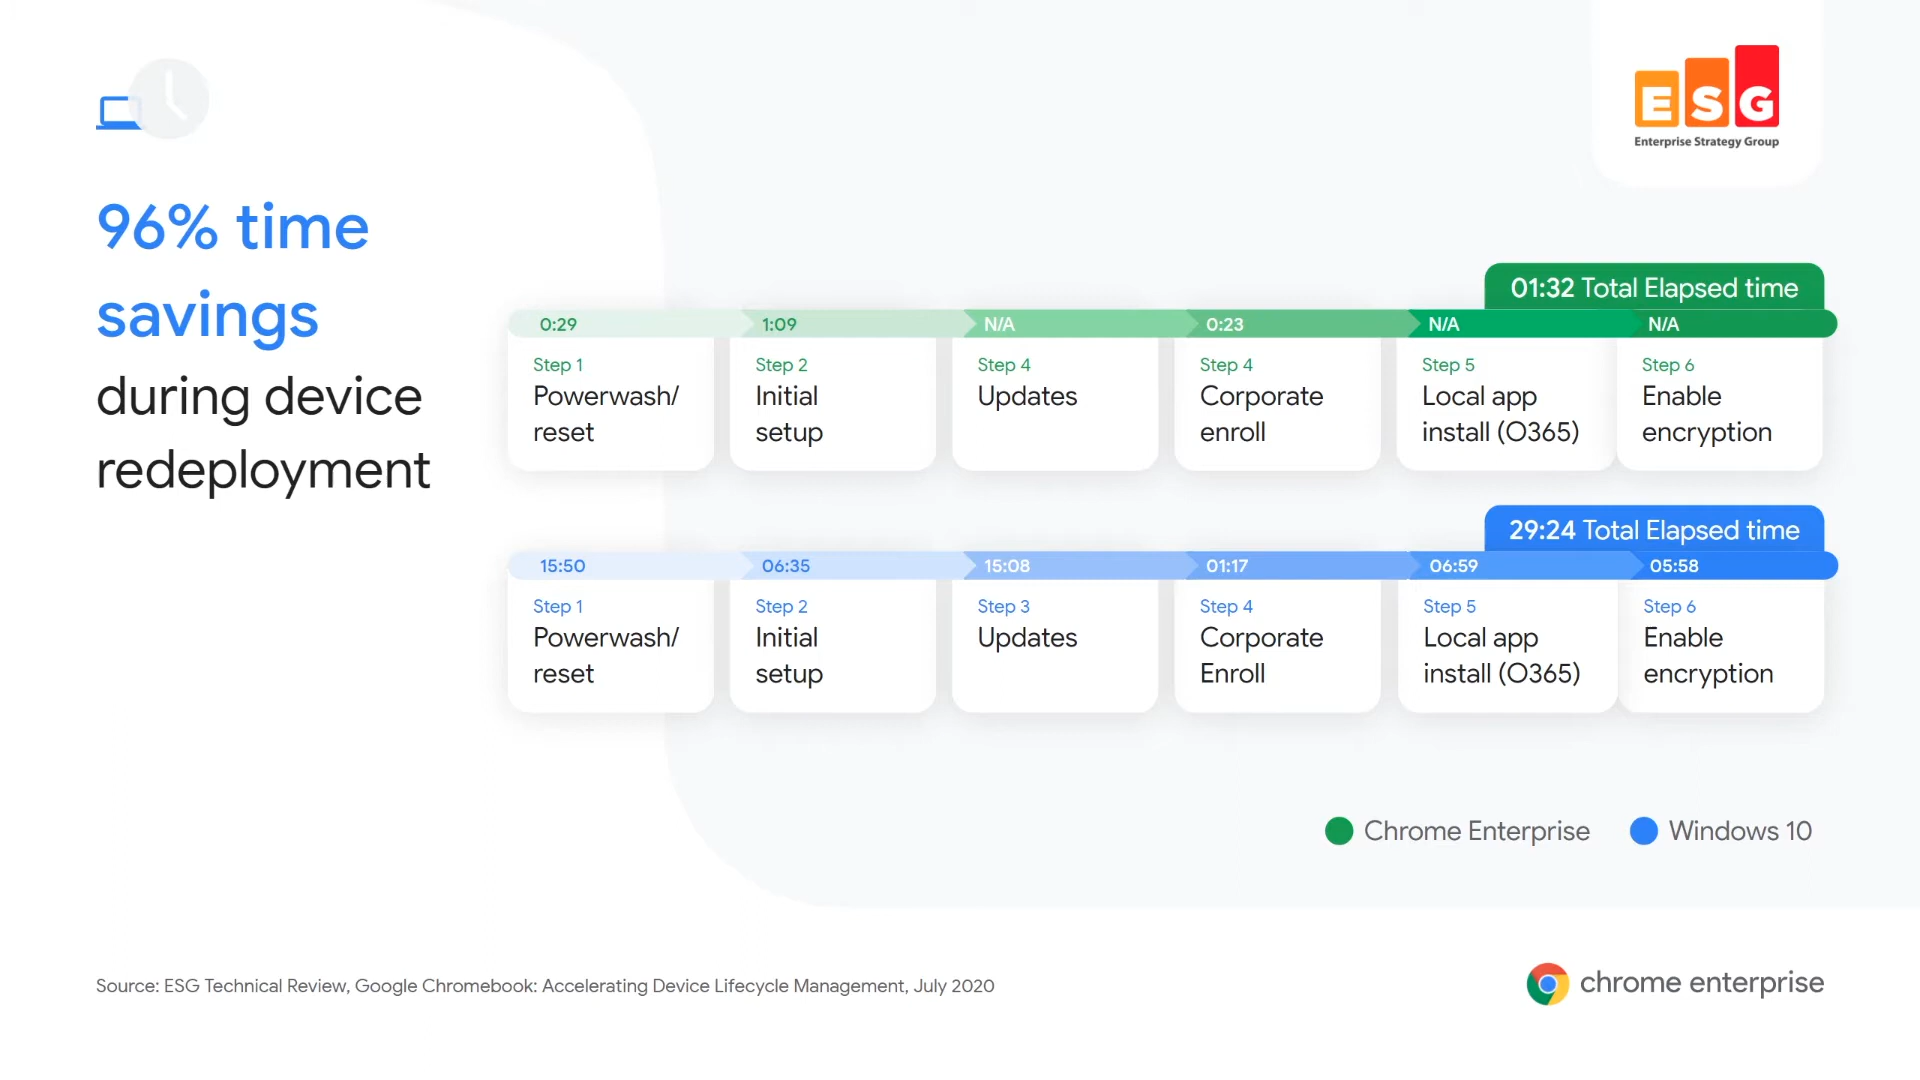 ESG
Enterprise Strategy Group
96% time
savings
during device
redeployment
01:32 Total Elapsed time
0:29
1:09
N/A
0:23
N/A
N/A
Step 1
Powerwash/
reset
Step 2
Initial
setup
Step 4
Updates
Step 4
Corporate
enroll
Step 5
Local app
install (O365)
Step 6
Enable
encryption
29:24 Total Elapsed time
15:50
06:35
15:08
01:17
06:59
05:58
Step 1
Powerwash/
reset
Step 2
Initial
setup
Step 3
Updates
Step 4
Corporate
Enroll
Step 5
Local app
install (O365)
Step 6
Enable
encryption
Chrome Enterprise
Windows 10
Source: ESG Technical Review, Google Chromebook: Accelerating Device Lifecycle Management, July 2020
chrome enterprise